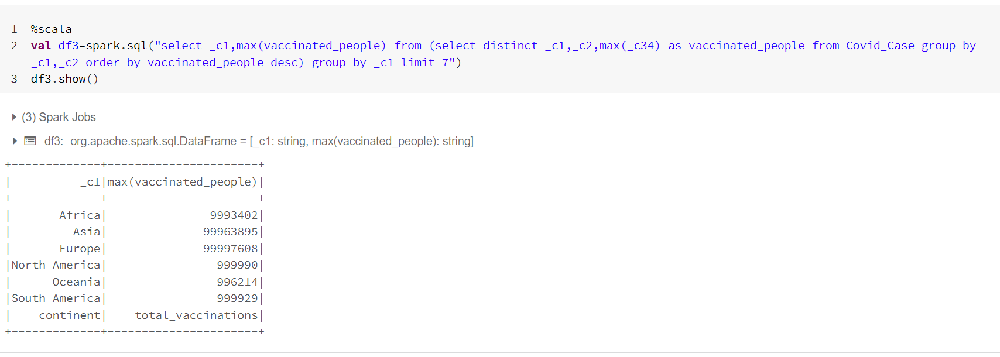 1 %scala
2 val df3=spark.sql("select _c1,max(vaccinated_people) from (select distinct _c1,_c2,max(_c34) as vaccinated_people from Covid_Case group by
_c1,_c2 order by vaccinated_people desc) group by _c1 limit 7")
3 df3.show()
(3) Spark Jobs
df3: org.apache.spark.sql.DataFrame = [_c1: string, max(vaccinated_people): string]
+-------------+----------------------+
|          _c1|max(vaccinated_people)|
+-------------+----------------------+
|       Africa|               9993402|
|         Asia|              99963895|
|       Europe|              99997608|
|North America|                999990|
|      Oceania|                996214|
|South America|                999929|
|    continent|    total_vaccinations|
+-------------+----------------------+